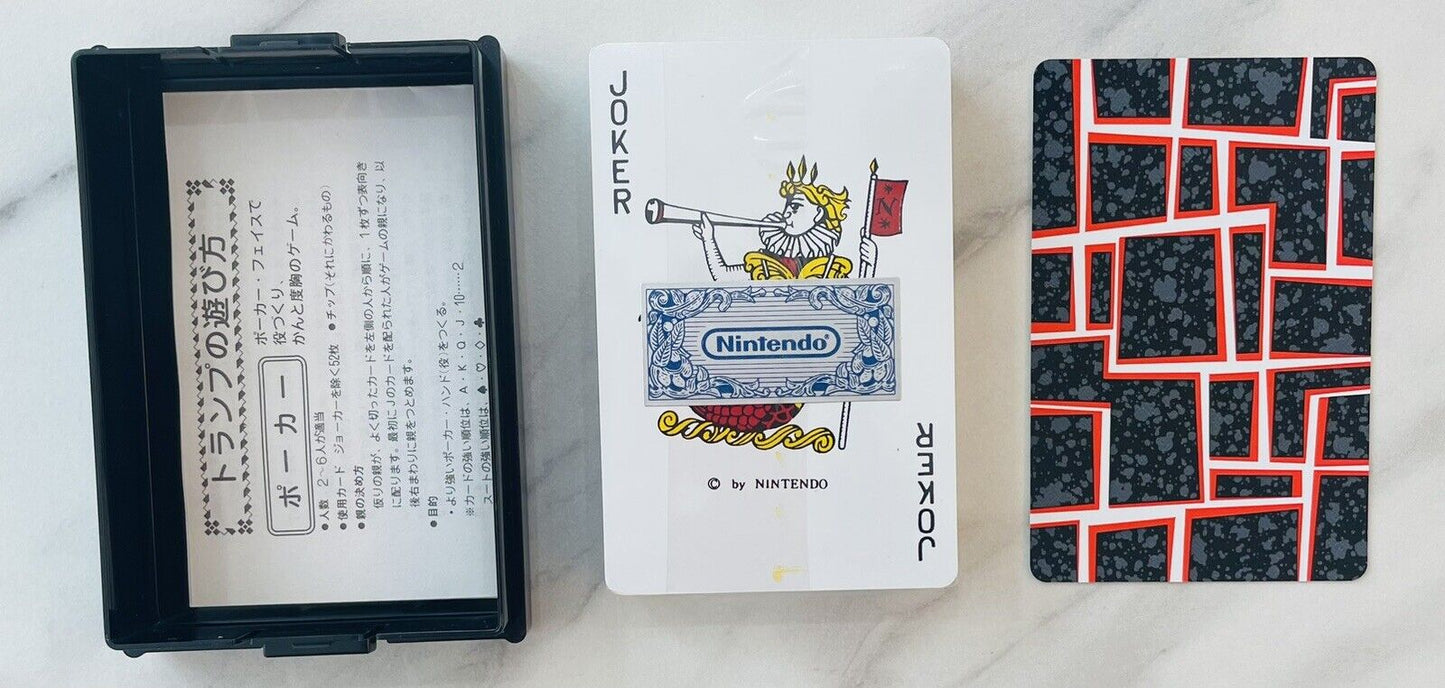 トランプの遊び方
ポーカー
ポーカー・フェイスで
役づくり、
かんと度胸のゲーム。
●人数 2～6人が適当
●使用カード ジョーカーを除く52枚 ●チップ(それにかわるもの)
●親の決め方
仮りの親が、よく切ったカードを左側の人から順に、1枚ずつ表向き
に配ります。最初にJのカードを配られた人がゲームの親になり、以
後右まわりに親をつとめます。
●目的
・より強いポーカー・ハンド(役)をつくる。
※カードの強い順位は、A・K・Q・J・10……2
スートの強い順位は、♠・♡・♢・♣
JOKER
N
Nintendo®
© by NINTENDO
JOKER